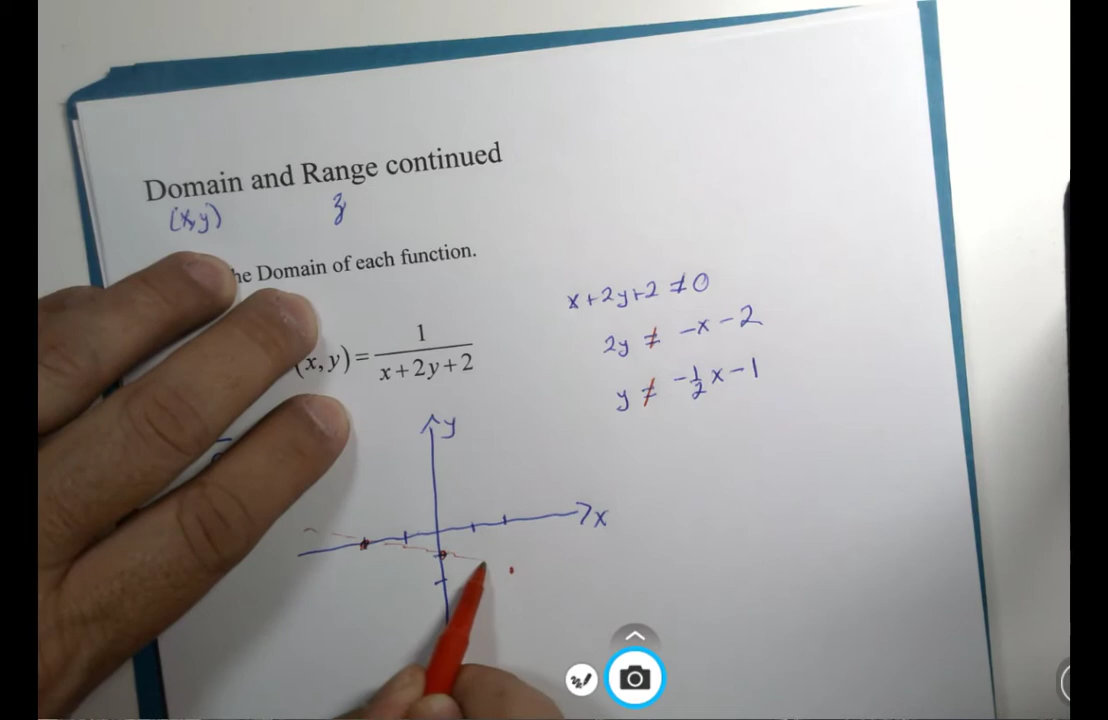 Domain and Range continued
(x,y) z
he Domain of each function.
x+2y+2 ≠ 0
2y ≠ -x-2
(x,y)= 1/(x+2y+2)
y ≠ -1/2 x-1
y
x